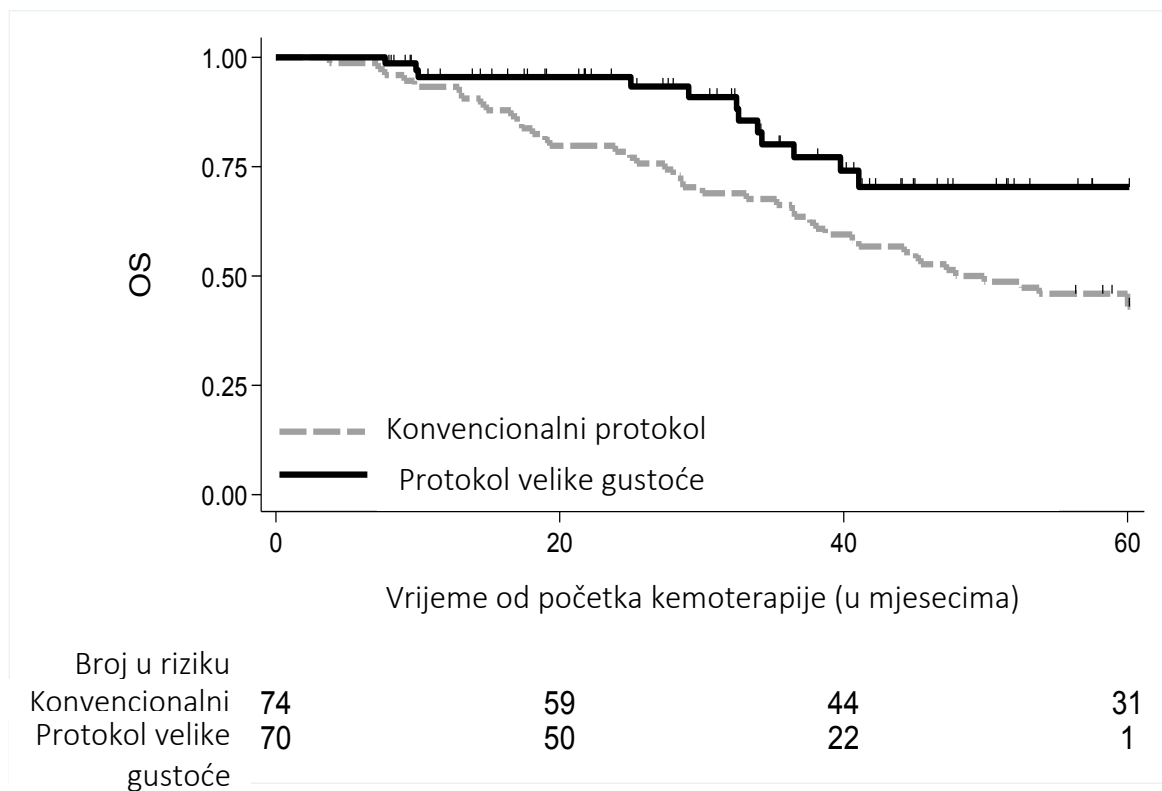 1.00
0.75
0.50
0.25
0.00
OS
Konvencionalni protokol
Protokol velike gustoće
0 20 40 60
Vrijeme od početka kemoterapije (u mjesecima)
Broj u riziku
Konvencionalni 74 59 44 31
Protokol velike 70 50 22 1
gustoće